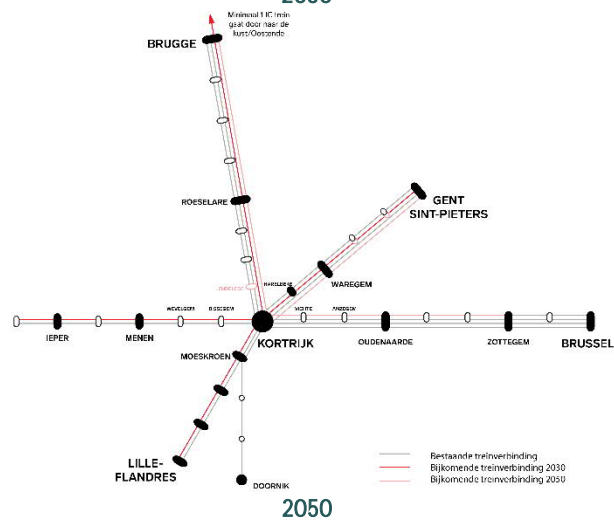 Minimaal 1 IC trein
gaat door naar de
kust/Oostende
BRUGGE
ROESELARE
GENT
SINT-PIETERS
WAREGEM
HARELBEKE
WEVELGEM
BISSEGEM
VICHTE
ANZEGEM
IEPER
MENEN
KORTRIJK
OUDENAARDE
ZOTTEGEM
BRUSSEL
MOESKROEN
LILLE-
FLANDRES
DOORNIK
Bestaande treinverbinding
Bijkomende treinverbinding 2030
Bijkomende treinverbinding 2050
2050